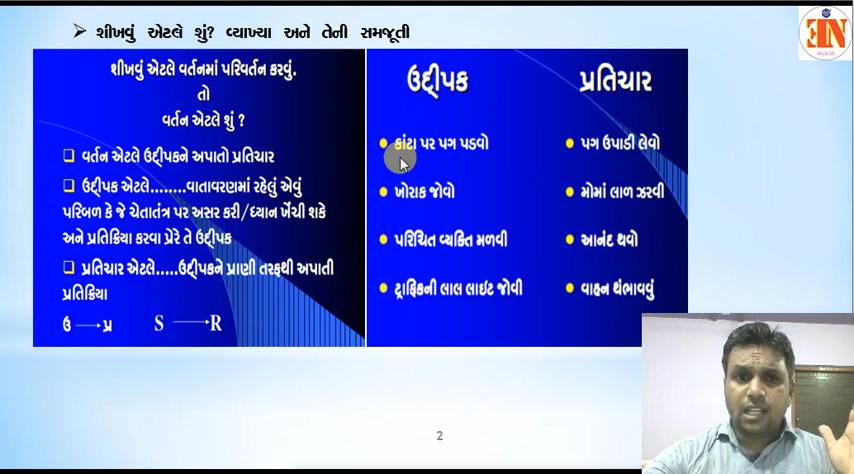 શીખવું એટલે શું? વ્યાખ્યા અને તેની સમજૂતી
શીખવું એટલે વર્તનમાં પરિવર્તન કરવું.
તો
વર્તન એટલે શું ?
વર્તન એટલે ઉદ્દીપકને અપાતો પ્રતિચાર
ઉદ્દીપક એટલે........વાતાવરણમાં રહેલું એવું
પરિબળ કે જે ચેતાતંત્ર પર અસર કરી/ધ્યાન ખેંચી શકે
અને પ્રતિક્રિયા કરવા પ્રેરે તે ઉદ્દીપક
પ્રતિચાર એટલે.....ઉદ્દીપકને પ્રાણી તરફથી અપાતી
પ્રતિક્રિયા
ઉ → પ્ર S → R
ઉદ્દીપક પ્રતિચાર
કાંટા પર પગ પડવો પગ ઉપાડી લેવો
ખોરાક જોવો મોમાં લાળ ઝરવી
પરિચિત વ્યક્તિ મળવી આનંદ થવો
ટ્રાફિકની લાલ લાઇટ જોવી વાહન થંભાવવું
2
EIN